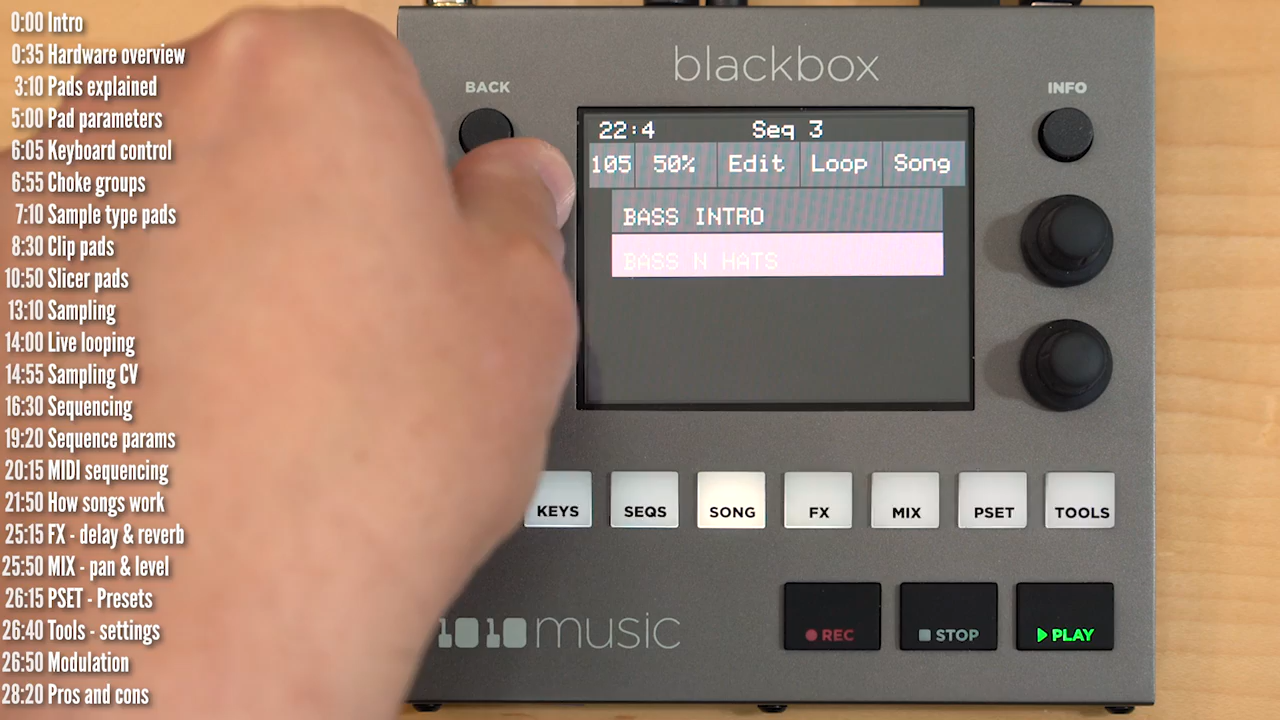 0:00 Intro
0:35 Hardware overview
3:10 Pads explained
5:00 Pad parameters
6:05 Keyboard control
6:55 Choke groups
7:10 Sample type pads
8:30 Clip pads
10:50 Slicer pads
13:10 Sampling
14:00 Live looping
14:55 Sampling CV
16:30 Sequencing
19:20 Sequence params
20:15 MIDI sequencing
21:50 How songs work
25:15 FX - delay & reverb
25:50 MIX - pan & level
26:15 PSET - Presets
26:40 Tools - settings
26:50 Modulation
28:20 Pros and cons
blackbox
BACK
INFO
22:4 Seq 3
105 50% Edit Loop Song
BASS INTRO
BASS N HATS
KEYS SEQS SONG FX MIX PSET TOOLS
1010music
REC STOP PLAY